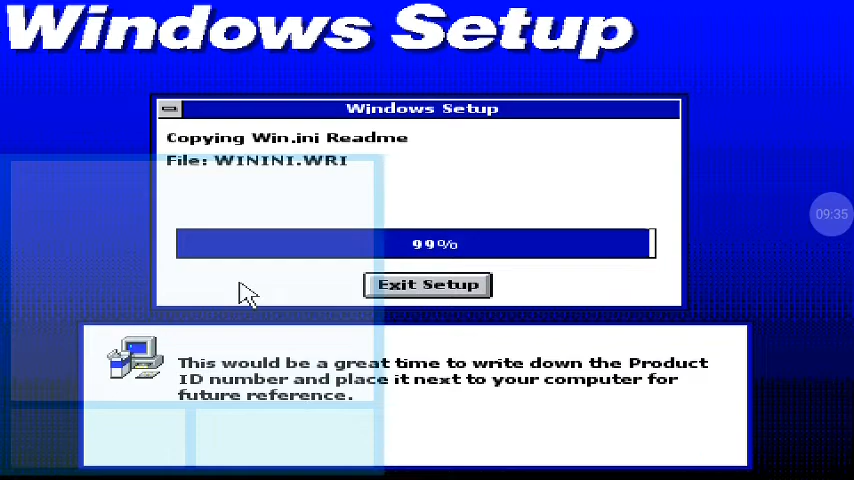 Windows Setup
Windows Setup
Copying Win.ini Readme
File: WININI.WRI
09:35
99%
Exit Setup
This would be a great time to write down the Product
ID number and place it next to your computer for
future reference.